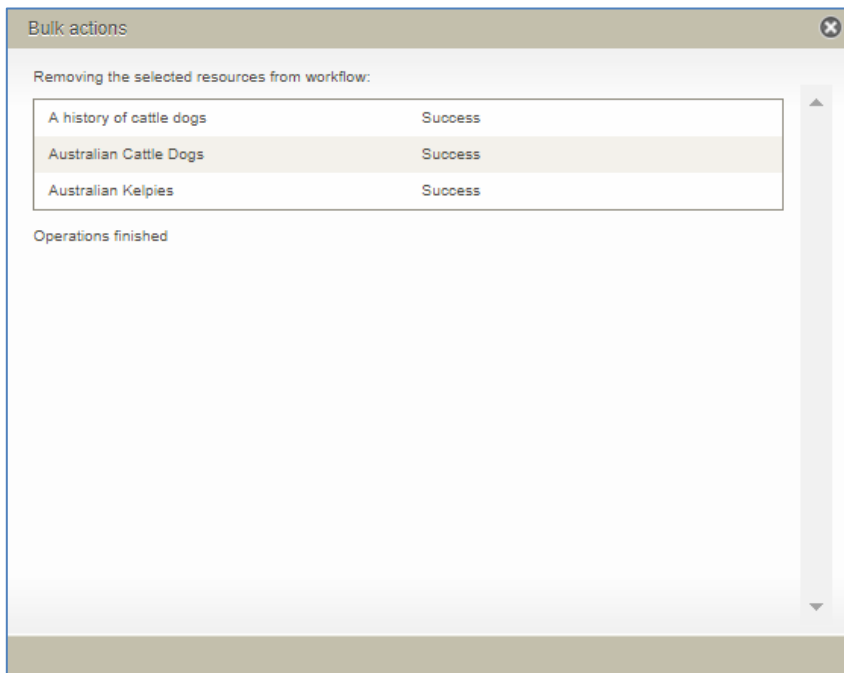 Bulk actions
Removing the selected resources from workflow:
A history of cattle dogs Success
Australian Cattle Dogs Success
Australian Kelpies Success
Operations finished